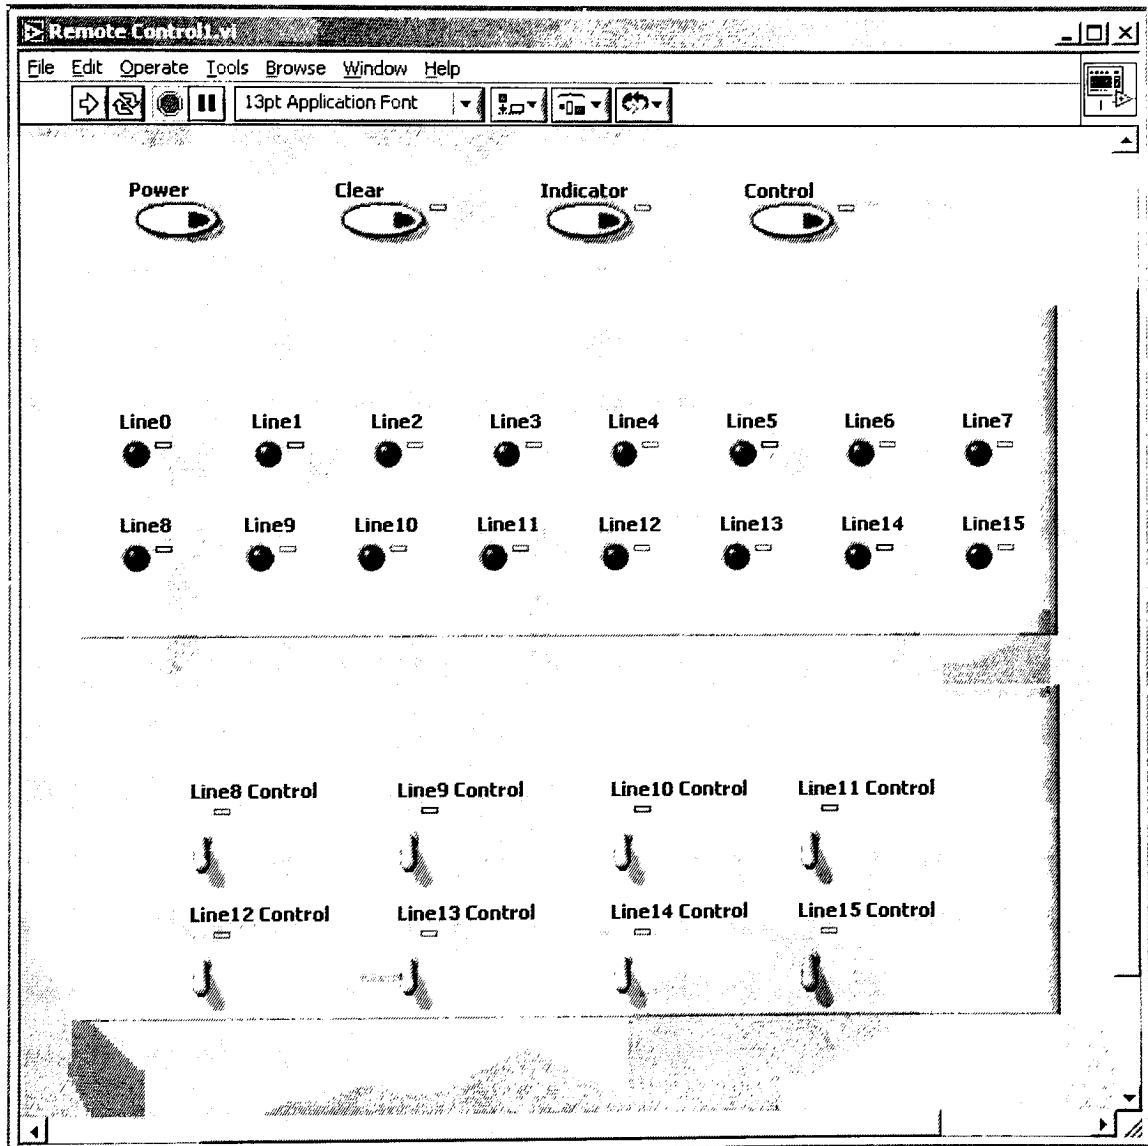 Remote Control1.vi
File Edit Operate Tools Browse Window Help
13pt Application Font
Power Clear Indicator Control
Line0 Line1 Line2 Line3 Line4 Line5 Line6 Line7
Line8 Line9 Line10 Line11 Line12 Line13 Line14 Line15
Line8 Control Line9 Control Line10 Control Line11 Control
Line12 Control Line13 Control Line14 Control Line15 Control